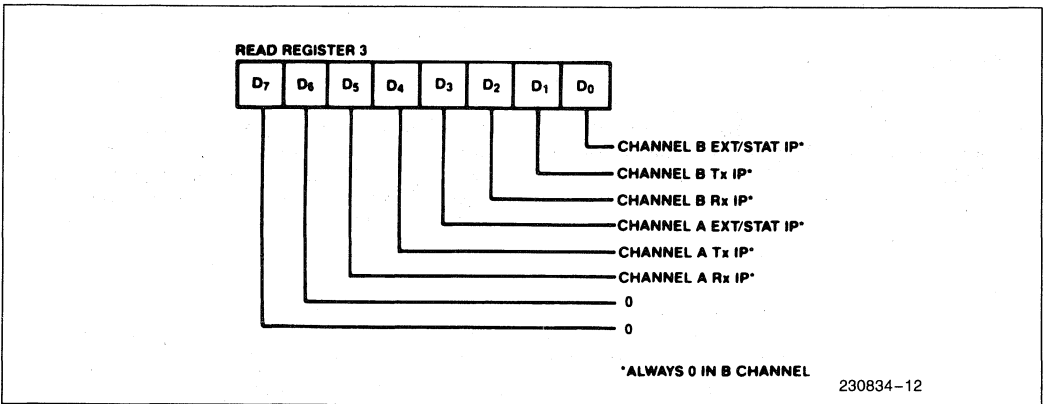 READ REGISTER 3
D7 D6 D5 D4 D3 D2 D1 D0
CHANNEL B EXT/STAT IP*
CHANNEL B Tx IP*
CHANNEL B Rx IP*
CHANNEL A EXT/STAT IP*
CHANNEL A Tx IP*
CHANNEL A Rx IP*
0
0
*ALWAYS 0 IN B CHANNEL
230834-12